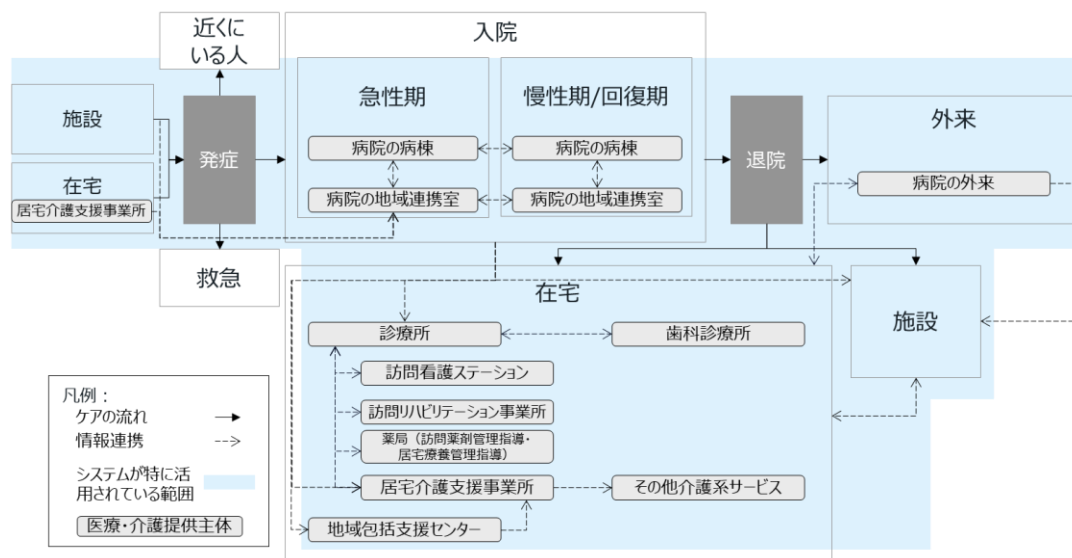 近くに
いる人
入院
施設
在宅
居宅介護支援事業所
発症
救急
急性期
病院の病棟
病院の地域連携室
慢性期/回復期
病院の病棟
病院の地域連携室
退院
外来
病院の外来
在宅
診療所
歯科診療所
訪問看護ステーション
訪問リハビリテーション事業所
薬局（訪問薬剤管理指導・
居宅療養管理指導）
居宅介護支援事業所
その他介護系サービス
地域包括支援センター
施設
凡例：
ケアの流れ
情報連携
システムが特に活
用されている範囲
医療・介護提供主体